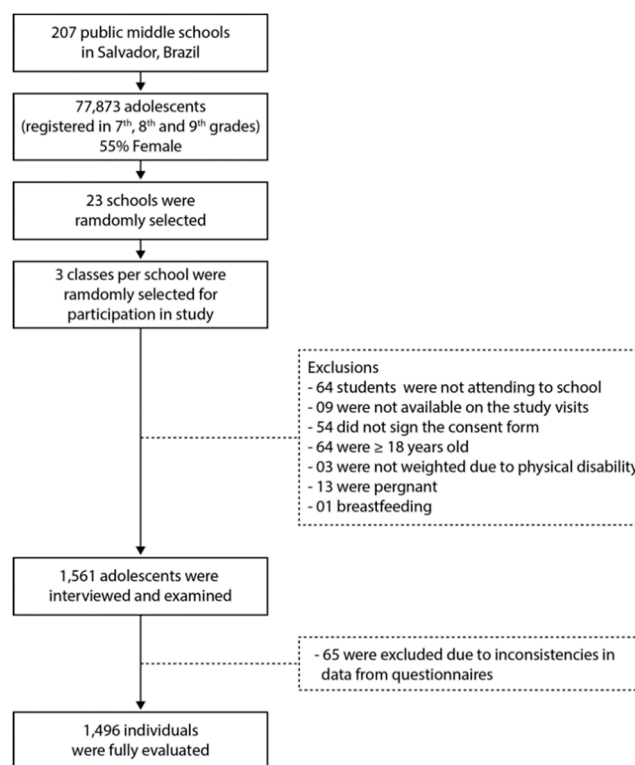 207 public middle schools
in Salvador, Brazil
77,873 adolescents
(registered in 7th, 8th and 9th grades)
55% Female
23 schools were
ramdomly selected
3 classes per school were
ramdomly selected for
participation in study
Exclusions
- 64 students were not attending to school
- 09 were not available on the study visits
- 54 did not sign the consent form
- 64 were ≥ 18 years old
- 03 were not weighted due to physical disability
- 13 were pergnant
- 01 breastfeeding
1,561 adolescents were
interviewed and examined
- 65 were excluded due to inconsistencies in
data from questionnaires
1,496 individuals
were fully evaluated